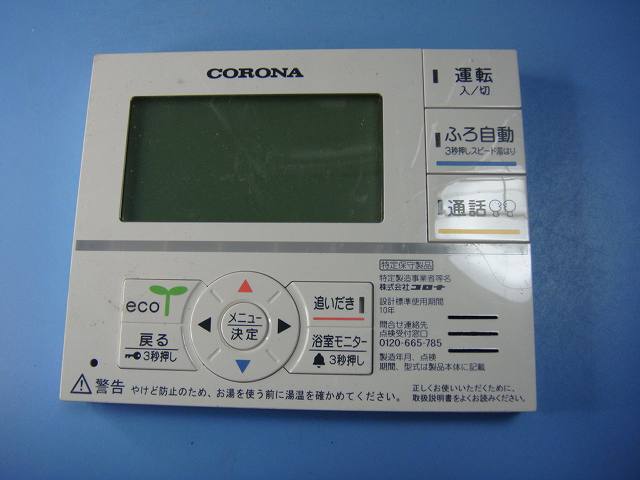 CORONA
運転
入/切
ふろ自動
3秒押しスピード湯はり
通話
特定保守製品
特定製造事業者等名
株式会社コロナ
設計標準使用期間
10年
問合せ連絡先
点検受付窓口
0120-665-785
製造年月、点検
期間、型式は製品本体に記載
eco
戻る
3秒押し
メニュー
決定
追いだき
浴室モニター
3秒押し
警告 やけど防止のため、お湯を使う前に湯温を確かめてください。
正しくお使いいただくために、
取扱説明書をよくお読みください。